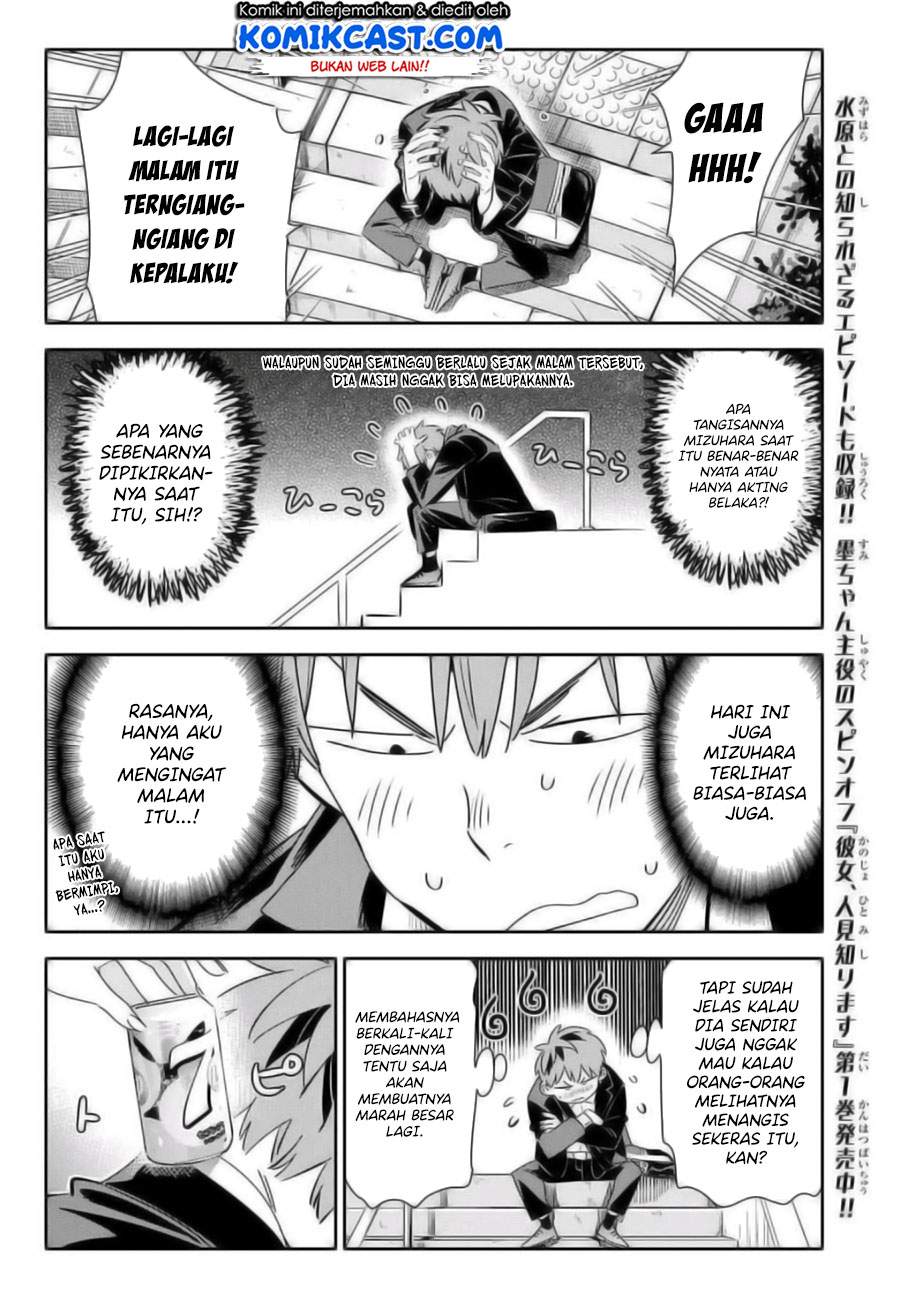 Komik ini diterjemahkan & diedit oleh
KOMIKCAST.COM
BUKAN WEB LAIN!!
GAAA
HHH!
LAGI-LAGI
MALAM ITU
TERNGIANG-
NGIANG DI
KEPALAKU!
WALAUPUN SUDAH SEMINGGU BERLALU SEJAK MALAM TERSEBUT,
DIA MASIH NGGAK BISA MELUPAKANNYA.
APA
TANGISANNYA
MIZUHARA SAAT
ITU BENAR-BENAR
NYATA ATAU
HANYA AKTING
BELAKA?!
ひーこら
ひーこら
APA YANG
SEBENARNYA
DIPIKIRKAN-
NYA SAAT
ITU, SIH!?
HARI INI
JUGA
MIZUHARA
TERLIHAT
BIASA-BIASA
JUGA.
RASANYA,
HANYA AKU
YANG
MENGINGAT
MALAM
ITU...!
APA SAAT
ITU AKU
HANYA
BERMIMPI,
YA...?
TAPI SUDAH
JELAS KALAU
DIA SENDIRI
JUGA NGGAK
MAU KALAU
ORANG-ORANG
MELIHATNYA
MENANGIS
SEKERAS ITU,
KAN?
MEMBAHASNYA
BERKALI-KALI
DENGANNYA
TENTU SAJA
AKAN
MEMBUATNYA
MARAH BESAR
LAGI.
ピト
7
水原との知られざるエピソードも収録!! 墨ちゃん主役のスピンオフ『彼女、人見知ります』第1巻発売中!!